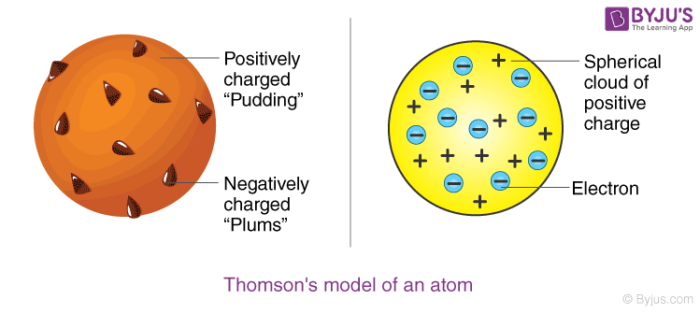 BYJU'S
The Learning App
Positively
charged
“Pudding”
Negatively
charged
“Plums”
Spherical
cloud of
positive
charge
Electron
Thomson's model of an atom
© Byjus.com